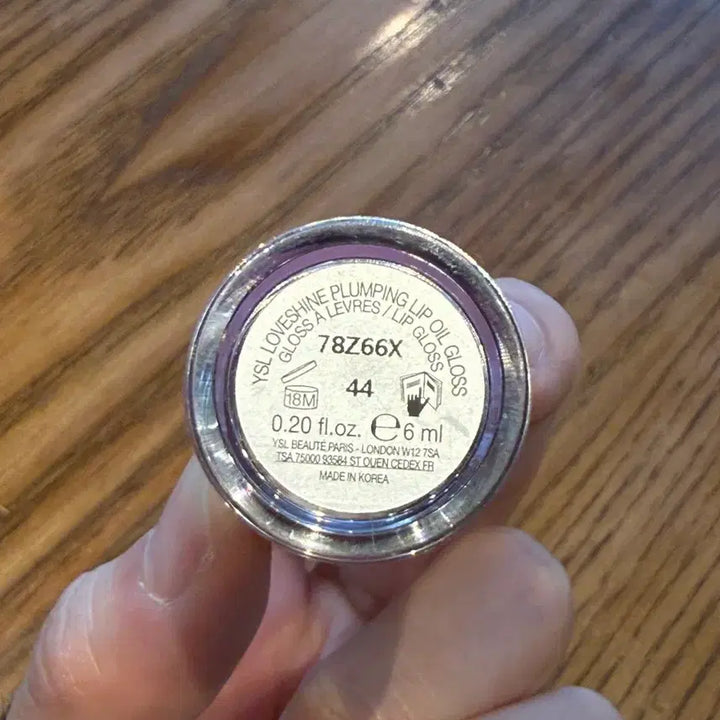 YSL LOVESHINE PLUMPING LIP OIL GLOSS
GLOSS À LEVRES / LIP GLOSS
78Z66X
18M
44
0.20 fl.oz. ℮ 6 ml
YSL BEAUTÉ PARIS - LONDON W12 7SA
TSA 75000 93584 ST OUEN CEDEX FR
MADE IN KOREA